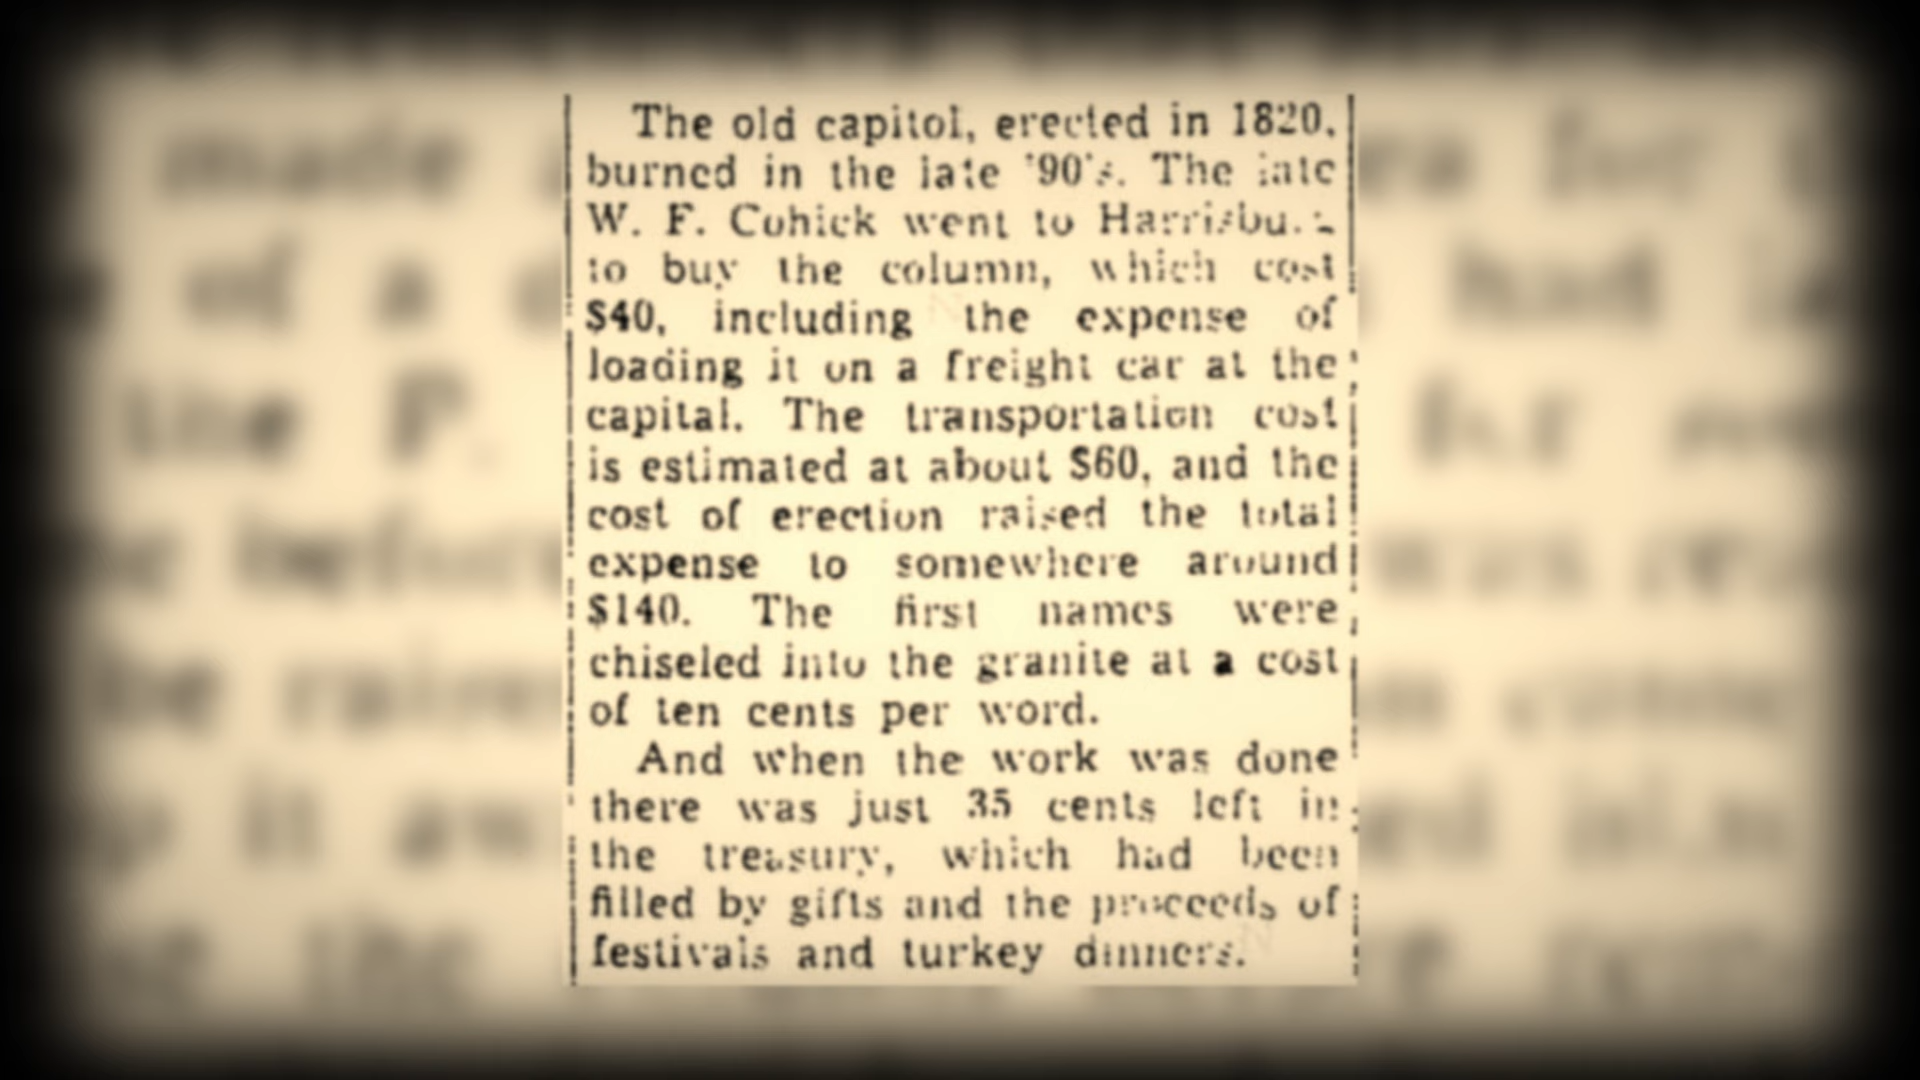 The old capitol, erected in 1820,
burned in the late '90's. The late
W. F. Cohick went to Harrisburg
to buy the column, which cost
$40, including the expense of
loading it on a freight car at the
capital. The transportation cost
is estimated at about $60, and the
cost of erection raised the total
expense to somewhere around
$140. The first names were
chiseled into the granite at a cost
of ten cents per word.
And when the work was done
there was just 35 cents left in
the treasury, which had been
filled by gifts and the proceeds of
festivals and turkey dinners.